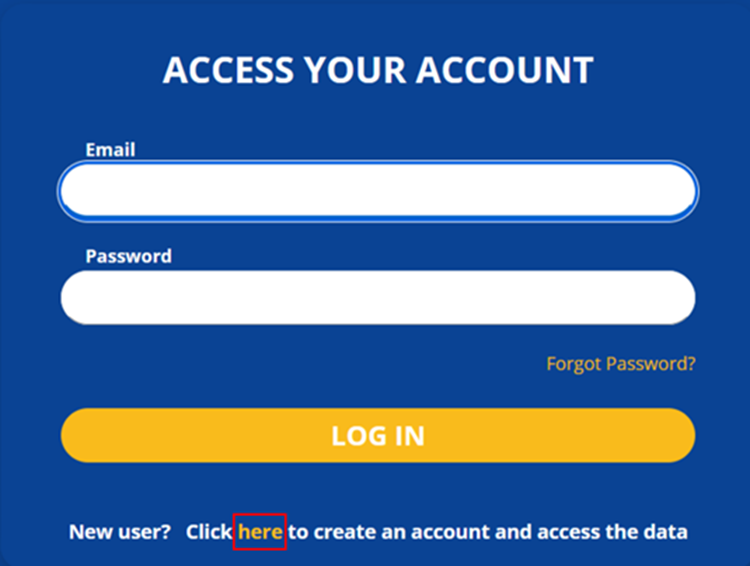 ACCESS YOUR ACCOUNT
Email
Password
Forgot Password?
LOG IN
New user? Click here to create an account and access the data